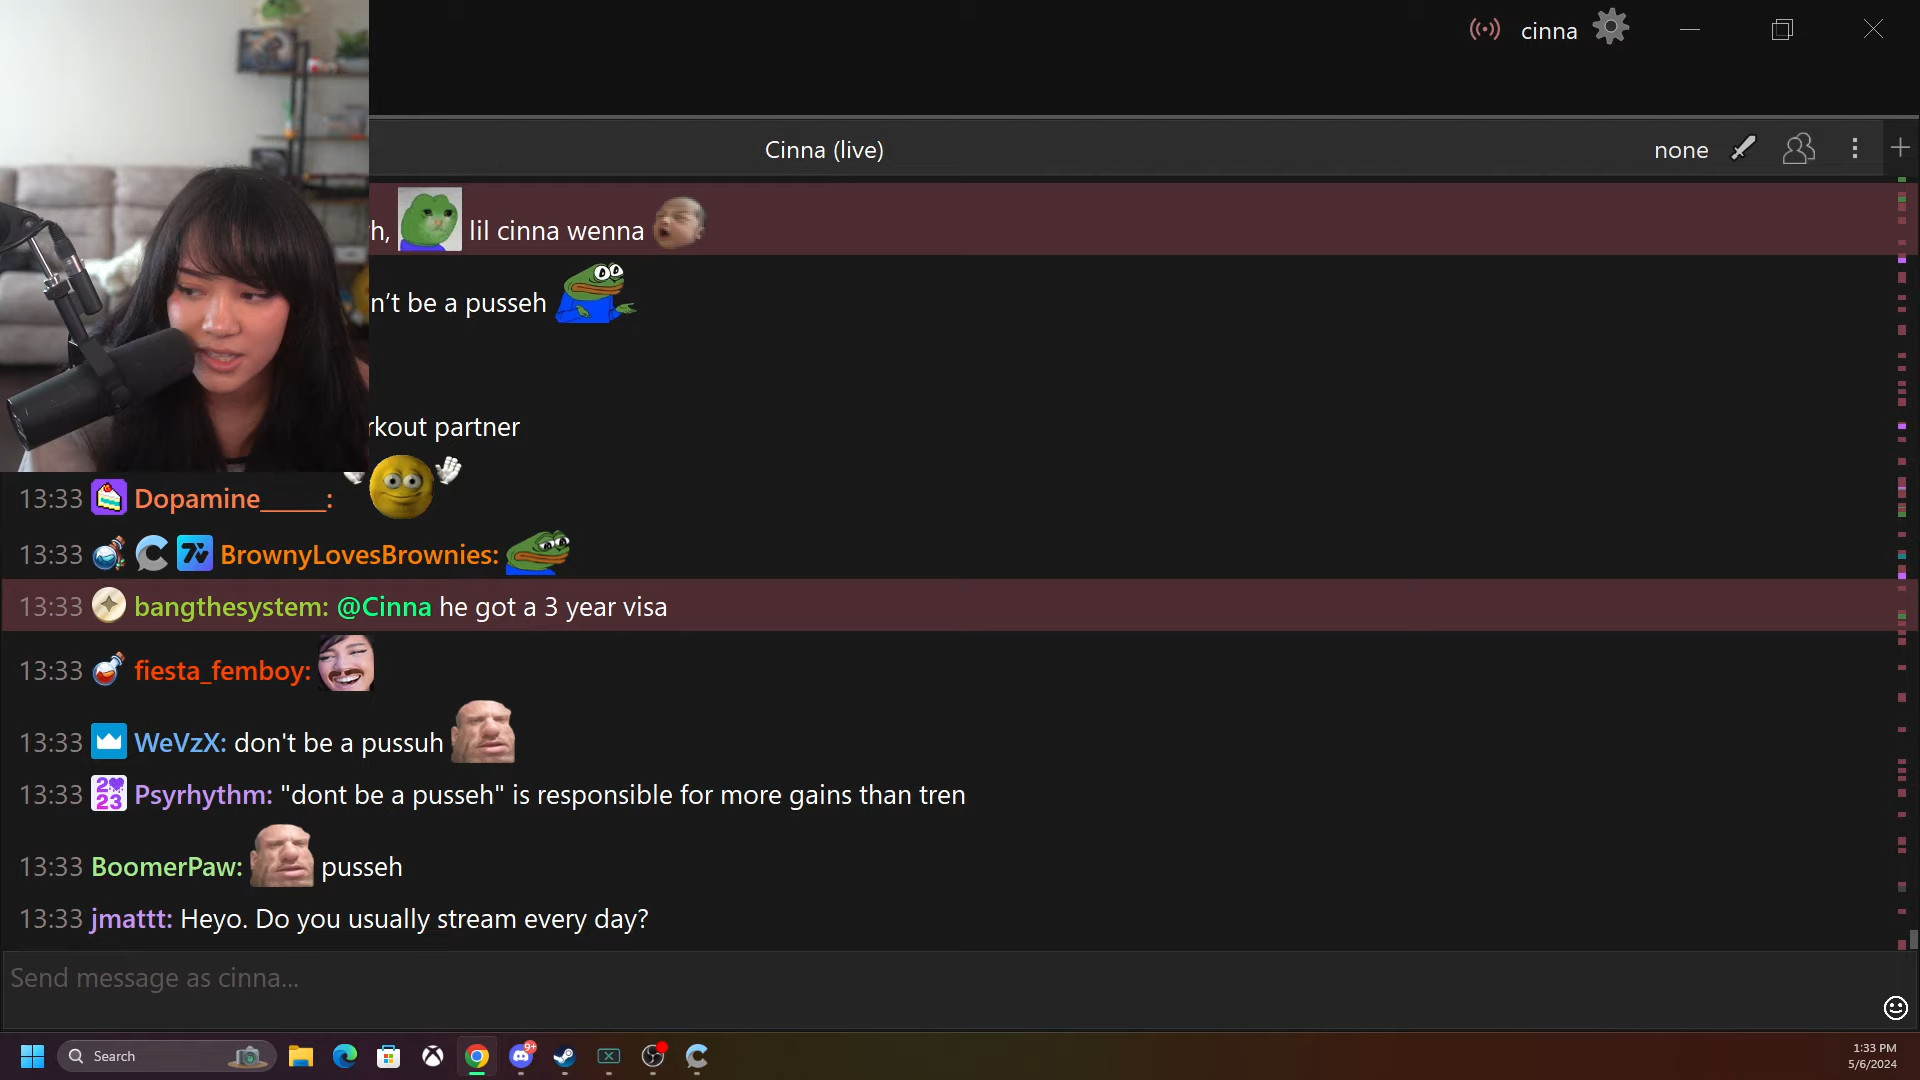 cinna
Cinna (live)
none
h, lil cinna wenna
n't be a pusseh
rkout partner
13:33 Dopamine_____:
13:33 BrownyLovesBrownies:
13:33 bangthesystem: @Cinna he got a 3 year visa
13:33 fiesta_femboy:
13:33 WeVzX: don't be a pussuh
13:33 2023 Psyrhythm: "dont be a pusseh" is responsible for more gains than tren
13:33 BoomerPaw: pusseh
13:33 jmattt: Heyo. Do you usually stream every day?
Send message as cinna...
Search
9+
1:33 PM
5/6/2024